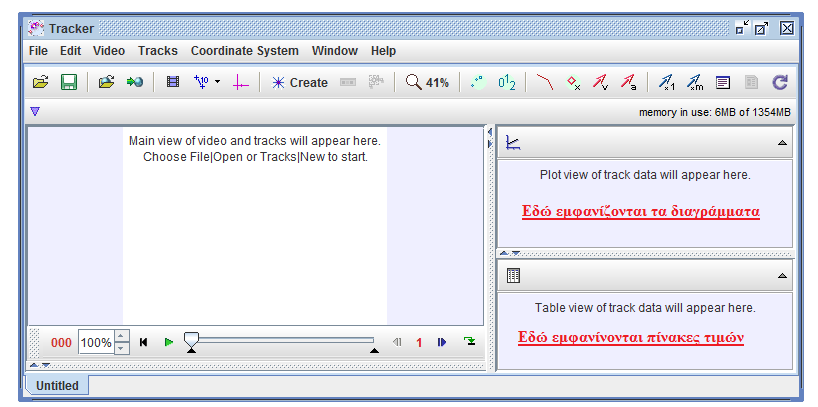 Tracker
File Edit Video Tracks Coordinate System Window Help
Create 41%
memory in use: 6MB of 1354MB
Main view of video and tracks will appear here.
Choose File|Open or Tracks|New to start.
Plot view of track data will appear here.
Εδώ εμφανίζονται τα διαγράμματα
Table view of track data will appear here.
Εδώ εμφανίνονται πίνακες τιμών
000 100% 1
Untitled